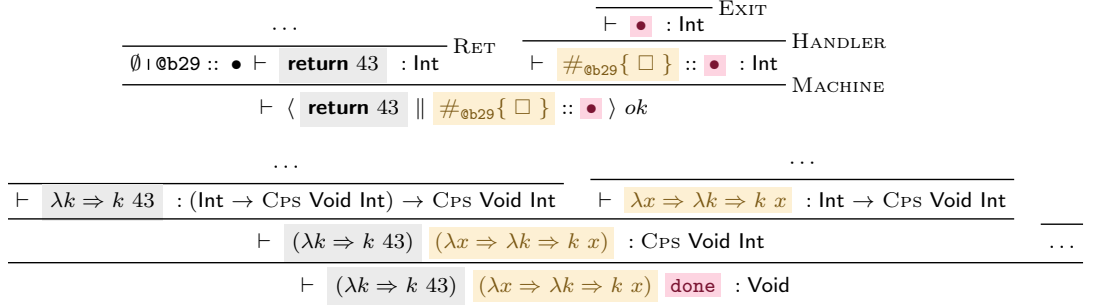 ⊢ • : Int EXIT
... RET HANDLER
∅ ı @b29 :: • ⊢ return 43 : Int ⊢ #@b29{ □ } :: • : Int
MACHINE
⊢ ⟨ return 43 ∥ #@b29{ □ } :: • ⟩ ok
... ...
⊢ λk ⇒ k 43 : (Int → CPS Void Int) → CPS Void Int ⊢ λx ⇒ λk ⇒ k x : Int → CPS Void Int
⊢ (λk ⇒ k 43) (λx ⇒ λk ⇒ k x) : CPS Void Int ...
⊢ (λk ⇒ k 43) (λx ⇒ λk ⇒ k x) done : Void